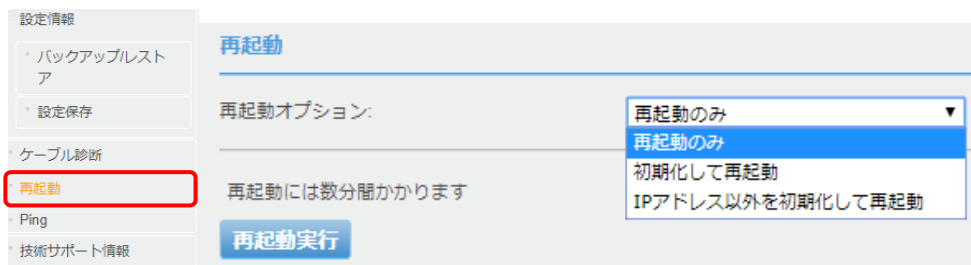 設定情報
バックアップ/レスト
ア
設定保存
ケーブル診断
再起動
Ping
技術サポート情報
再起動
再起動オプション:
再起動のみ
再起動のみ
初期化して再起動
IPアドレス以外を初期化して再起動
再起動には数分間かかります
再起動実行